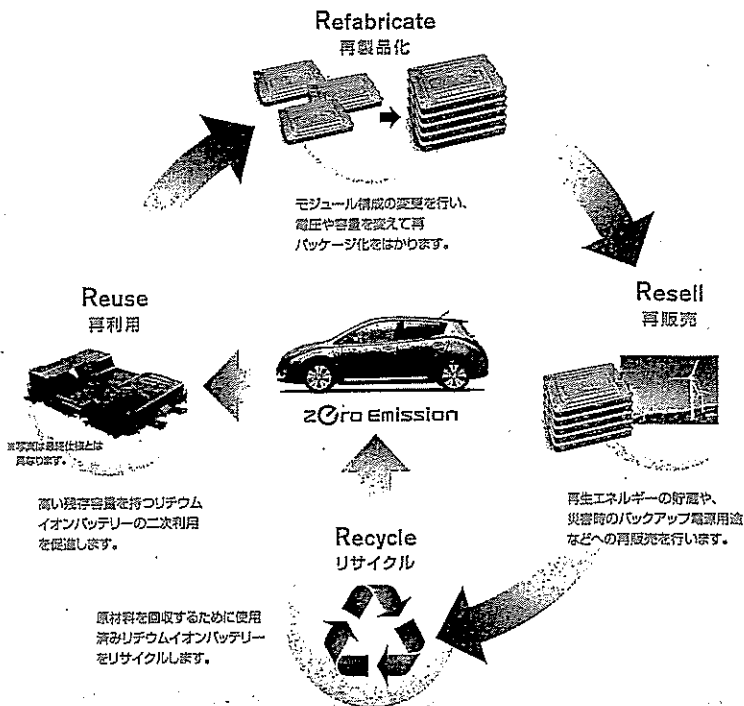 Refabricate
再製品化
モジュール構成の変更を行い、
電圧や容量を変えて再
パッケージ化をはかります。
Resell
再販売
再生エネルギーの貯蔵や、
災害時のバックアップ電源用途
などへの再販売を行います。
Recycle
リサイクル
原材料を回収するために使用
済みリチウムイオンバッテリー
をリサイクルします。
Reuse
再利用
※写真は最終仕様とは
異なります。
高い残存容量を持つリチウム
イオンバッテリーの二次利用
を促進します。
zero Emission